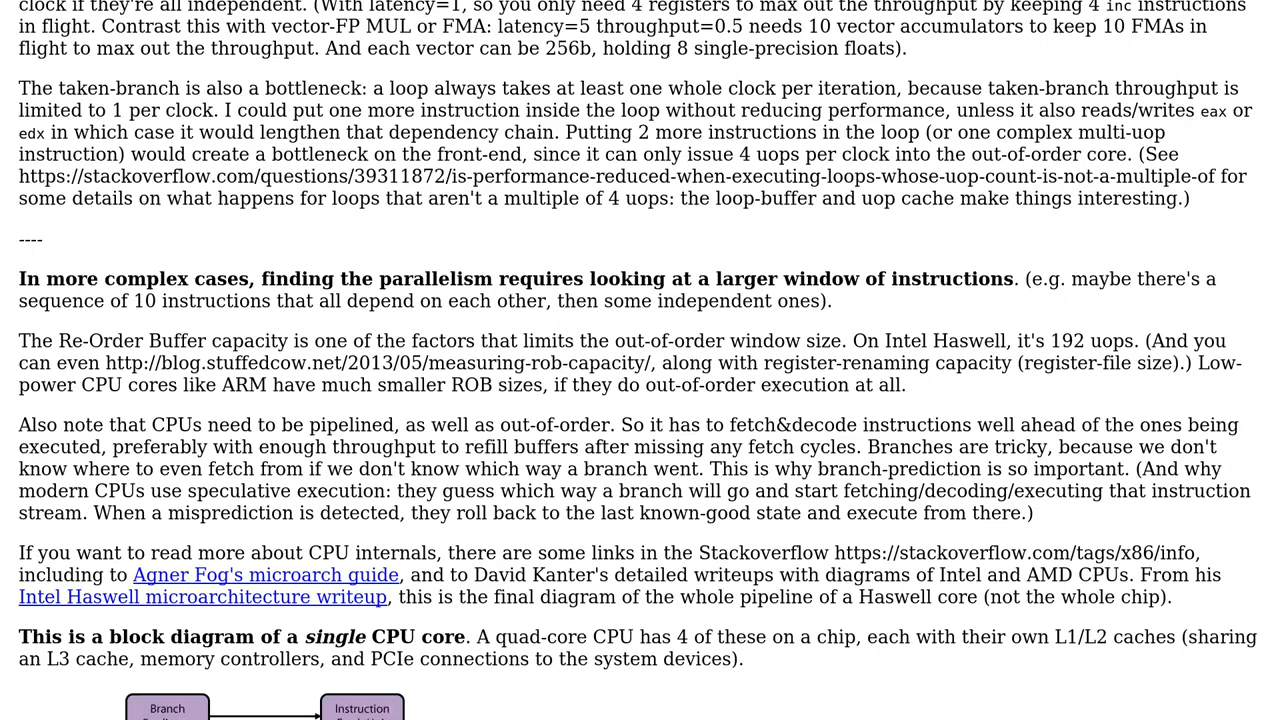 clock if they're all independent. (With latency=1, so you only need 4 registers to max out the throughput by keeping 4 inc instructions
in flight. Contrast this with vector-FP MUL or FMA: latency=5 throughput=0.5 needs 10 vector accumulators to keep 10 FMAs in
flight to max out the throughput. And each vector can be 256b, holding 8 single-precision floats).
The taken-branch is also a bottleneck: a loop always takes at least one whole clock per iteration, because taken-branch throughput is
limited to 1 per clock. I could put one more instruction inside the loop without reducing performance, unless it also reads/writes eax or
edx in which case it would lengthen that dependency chain. Putting 2 more instructions in the loop (or one complex multi-uop
instruction) would create a bottleneck on the front-end, since it can only issue 4 uops per clock into the out-of-order core. (See
https://stackoverflow.com/questions/39311872/is-performance-reduced-when-executing-loops-whose-uop-count-is-not-a-multiple-of for
some details on what happens for loops that aren't a multiple of 4 uops: the loop-buffer and uop cache make things interesting.)
----
In more complex cases, finding the parallelism requires looking at a larger window of instructions. (e.g. maybe there's a
sequence of 10 instructions that all depend on each other, then some independent ones).
The Re-Order Buffer capacity is one of the factors that limits the out-of-order window size. On Intel Haswell, it's 192 uops. (And you
can even http://blog.stuffedcow.net/2013/05/measuring-rob-capacity/, along with register-renaming capacity (register-file size).) Low-
power CPU cores like ARM have much smaller ROB sizes, if they do out-of-order execution at all.
Also note that CPUs need to be pipelined, as well as out-of-order. So it has to fetch&decode instructions well ahead of the ones being
executed, preferably with enough throughput to refill buffers after missing any fetch cycles. Branches are tricky, because we don't
know where to even fetch from if we don't know which way a branch went. This is why branch-prediction is so important. (And why
modern CPUs use speculative execution: they guess which way a branch will go and start fetching/decoding/executing that instruction
stream. When a misprediction is detected, they roll back to the last known-good state and execute from there.)
If you want to read more about CPU internals, there are some links in the Stackoverflow https://stackoverflow.com/tags/x86/info,
including to Agner Fog's microarch guide, and to David Kanter's detailed writeups with diagrams of Intel and AMD CPUs. From his
Intel Haswell microarchitecture writeup, this is the final diagram of the whole pipeline of a Haswell core (not the whole chip).
This is a block diagram of a single CPU core. A quad-core CPU has 4 of these on a chip, each with their own L1/L2 caches (sharing
an L3 cache, memory controllers, and PCIe connections to the system devices).
Branch
Instruction